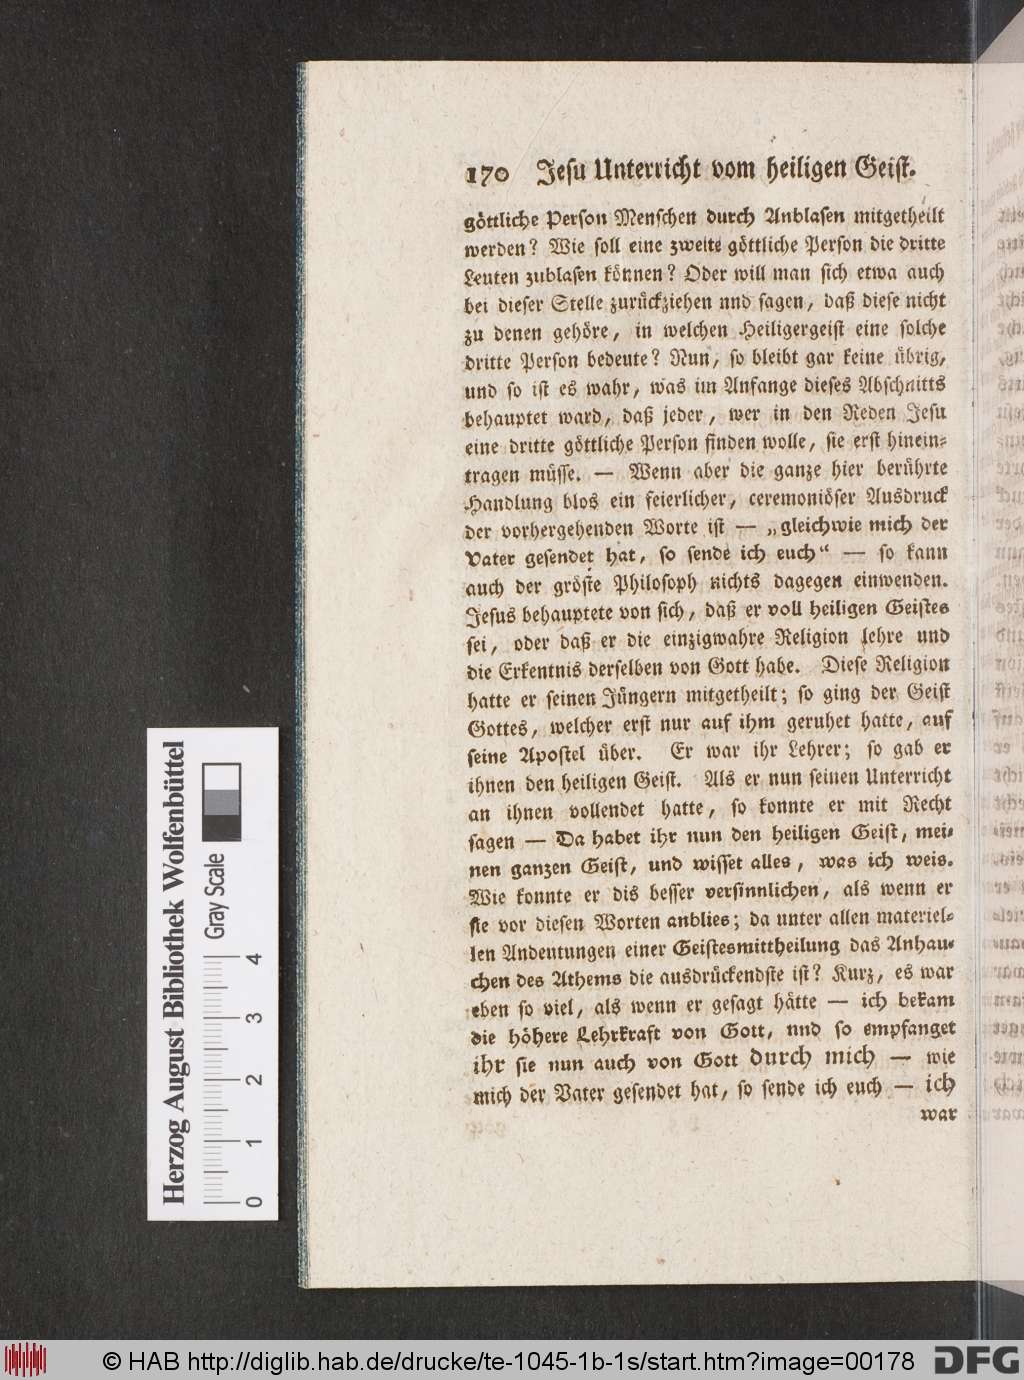 170 Jesu Unterricht vom heiligen Geist.
göttliche Person Menschen durch Anblasen mitgetheilt
werden? Wie soll eine zweite göttliche Person die dritte
Leuten zublasen können? Oder will man sich etwa auch
bei dieser Stelle zurückziehen nnd sagen, daß diese nicht
zu denen gehöre, in welchen Heiligergeist eine solche
dritte Person bedeute? Nun, so bleibt gar keine übrig,
und so ist es wahr, was im Anfange dieses Abschnitts
behauptet ward, daß jeder, wer in den Reden Jesu
eine dritte göttliche Person finden wolle, sie erst hinein-
tragen müsse. — Wenn aber die ganze hier berührte
Handlung blos ein feierlicher, ceremoniöser Ausdruck
der vorhergehenden Worte ist — „gleichwie mich der
Vater gesendet hat, so sende ich euch“ — so kann
auch der gröste Philosoph nichts dagegen einwenden.
Jesus behauptete von sich, daß er voll heiligen Geistes
sei, oder daß er die einzigwahre Religion lehre und
die Erkentnis derselben von Gott habe. Diese Religion
hatte er seinen Jüngern mitgetheilt; so ging der Geist
Gottes, welcher erst nur auf ihm geruhet hatte, auf
seine Apostel über. Er war ihr Lehrer; so gab er
ihnen den heiligen Geist. Als er nun seinen Unterricht
an ihnen vollendet hatte, so konnte er mit Recht
sagen — Da habet ihr nun den heiligen Geist, mei-
nen ganzen Geist, und wisset alles, was ich weis.
Wie konnte er dis besser versinnlichen, als wenn er
sie vor diesen Worten anblies; da unter allen materiel-
len Andeutungen einer Geistesmittheilung das Anhau-
chen des Athems die ausdrückendste ist? Kurz, es war
eben so viel, als wenn er gesagt hätte — ich bekam
die höhere Lehrkraft von Gott, nnd so empfanget
ihr sie nun auch von Gott durch mich — wie
mich der Vater gesendet hat, so sende ich euch — ich
war
Herzog August Bibliothek Wolfenbüttel
Gray Scale
0 1 2 3 4
© HAB http://diglib.hab.de/drucke/te-1045-1b-1s/start.htm?image=00178
DFG